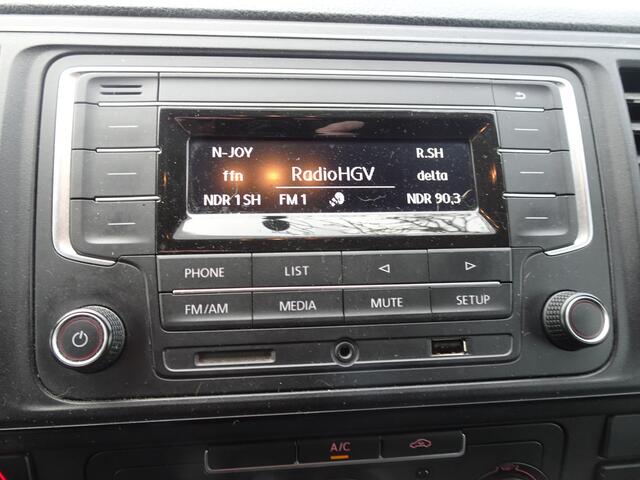 N-JOY R.SH
ffn RadioHGV delta
NDR 1 SH FM 1 NDR 90,3
PHONE LIST
FM/AM MEDIA MUTE SETUP
A/C